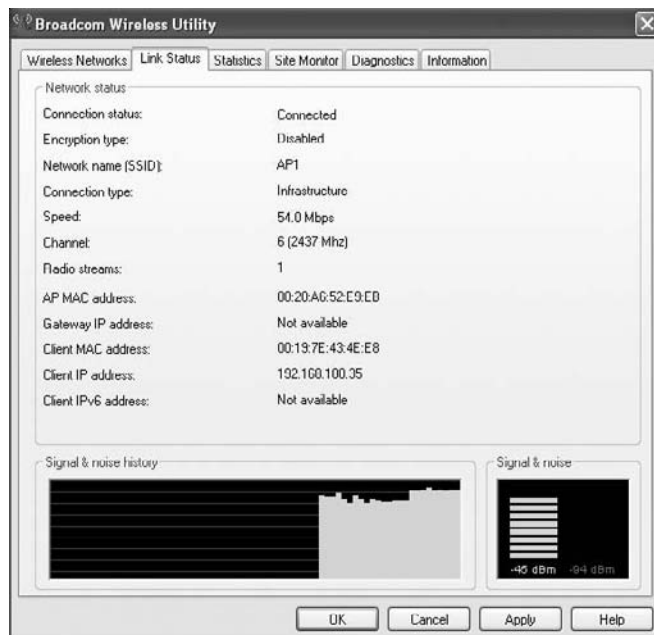 Broadcom Wireless Utility
Wireless Networks Link Status Statistics Site Monitor Diagnostics Information
Network status
Connection status: Connected
Encryption type: Disabled
Network name (SSID): AP1
Connection type: Infrastructure
Speed: 54.0 Mbps
Channel: 6 (2437 Mhz)
Radio streams: 1
AP MAC address: 00:20:A6:52:E9:EB
Gateway IP address: Not available
Client MAC address: 00:19:7E:43:4E:E8
Client IP address: 192.168.100.35
Client IPv6 address: Not available
Signal & noise history Signal & noise
-45 dBm -94 dBm
OK Cancel Apply Help